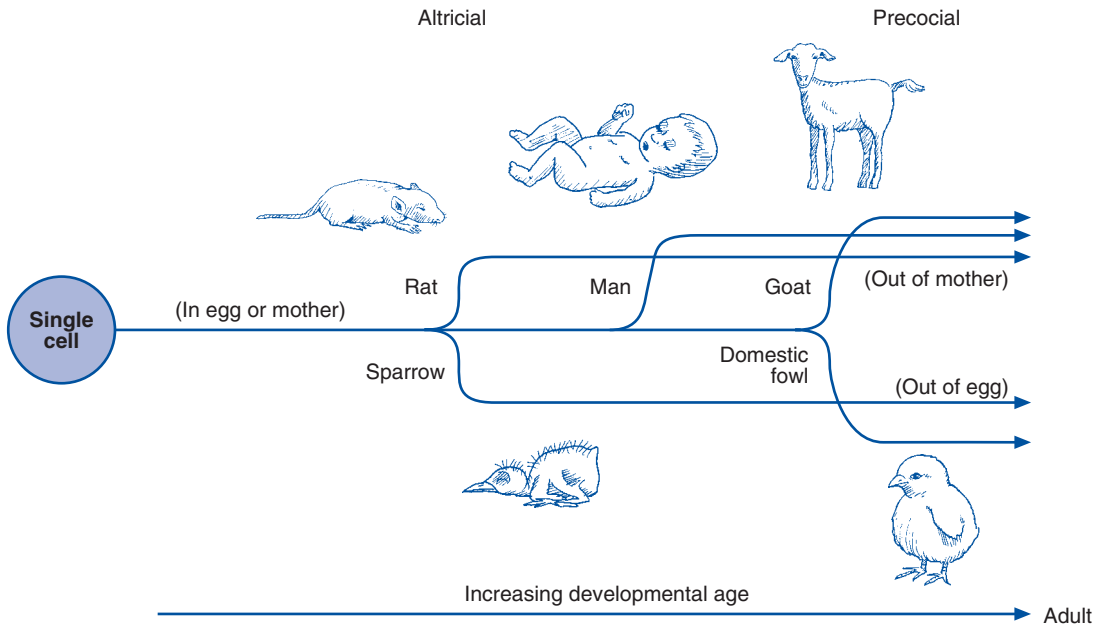 Altricial
Precocial
Rat
Man
Goat
(Out of mother)
(In egg or mother)
Single
cell
Sparrow
Domestic
fowl
(Out of egg)
Increasing developmental age
Adult